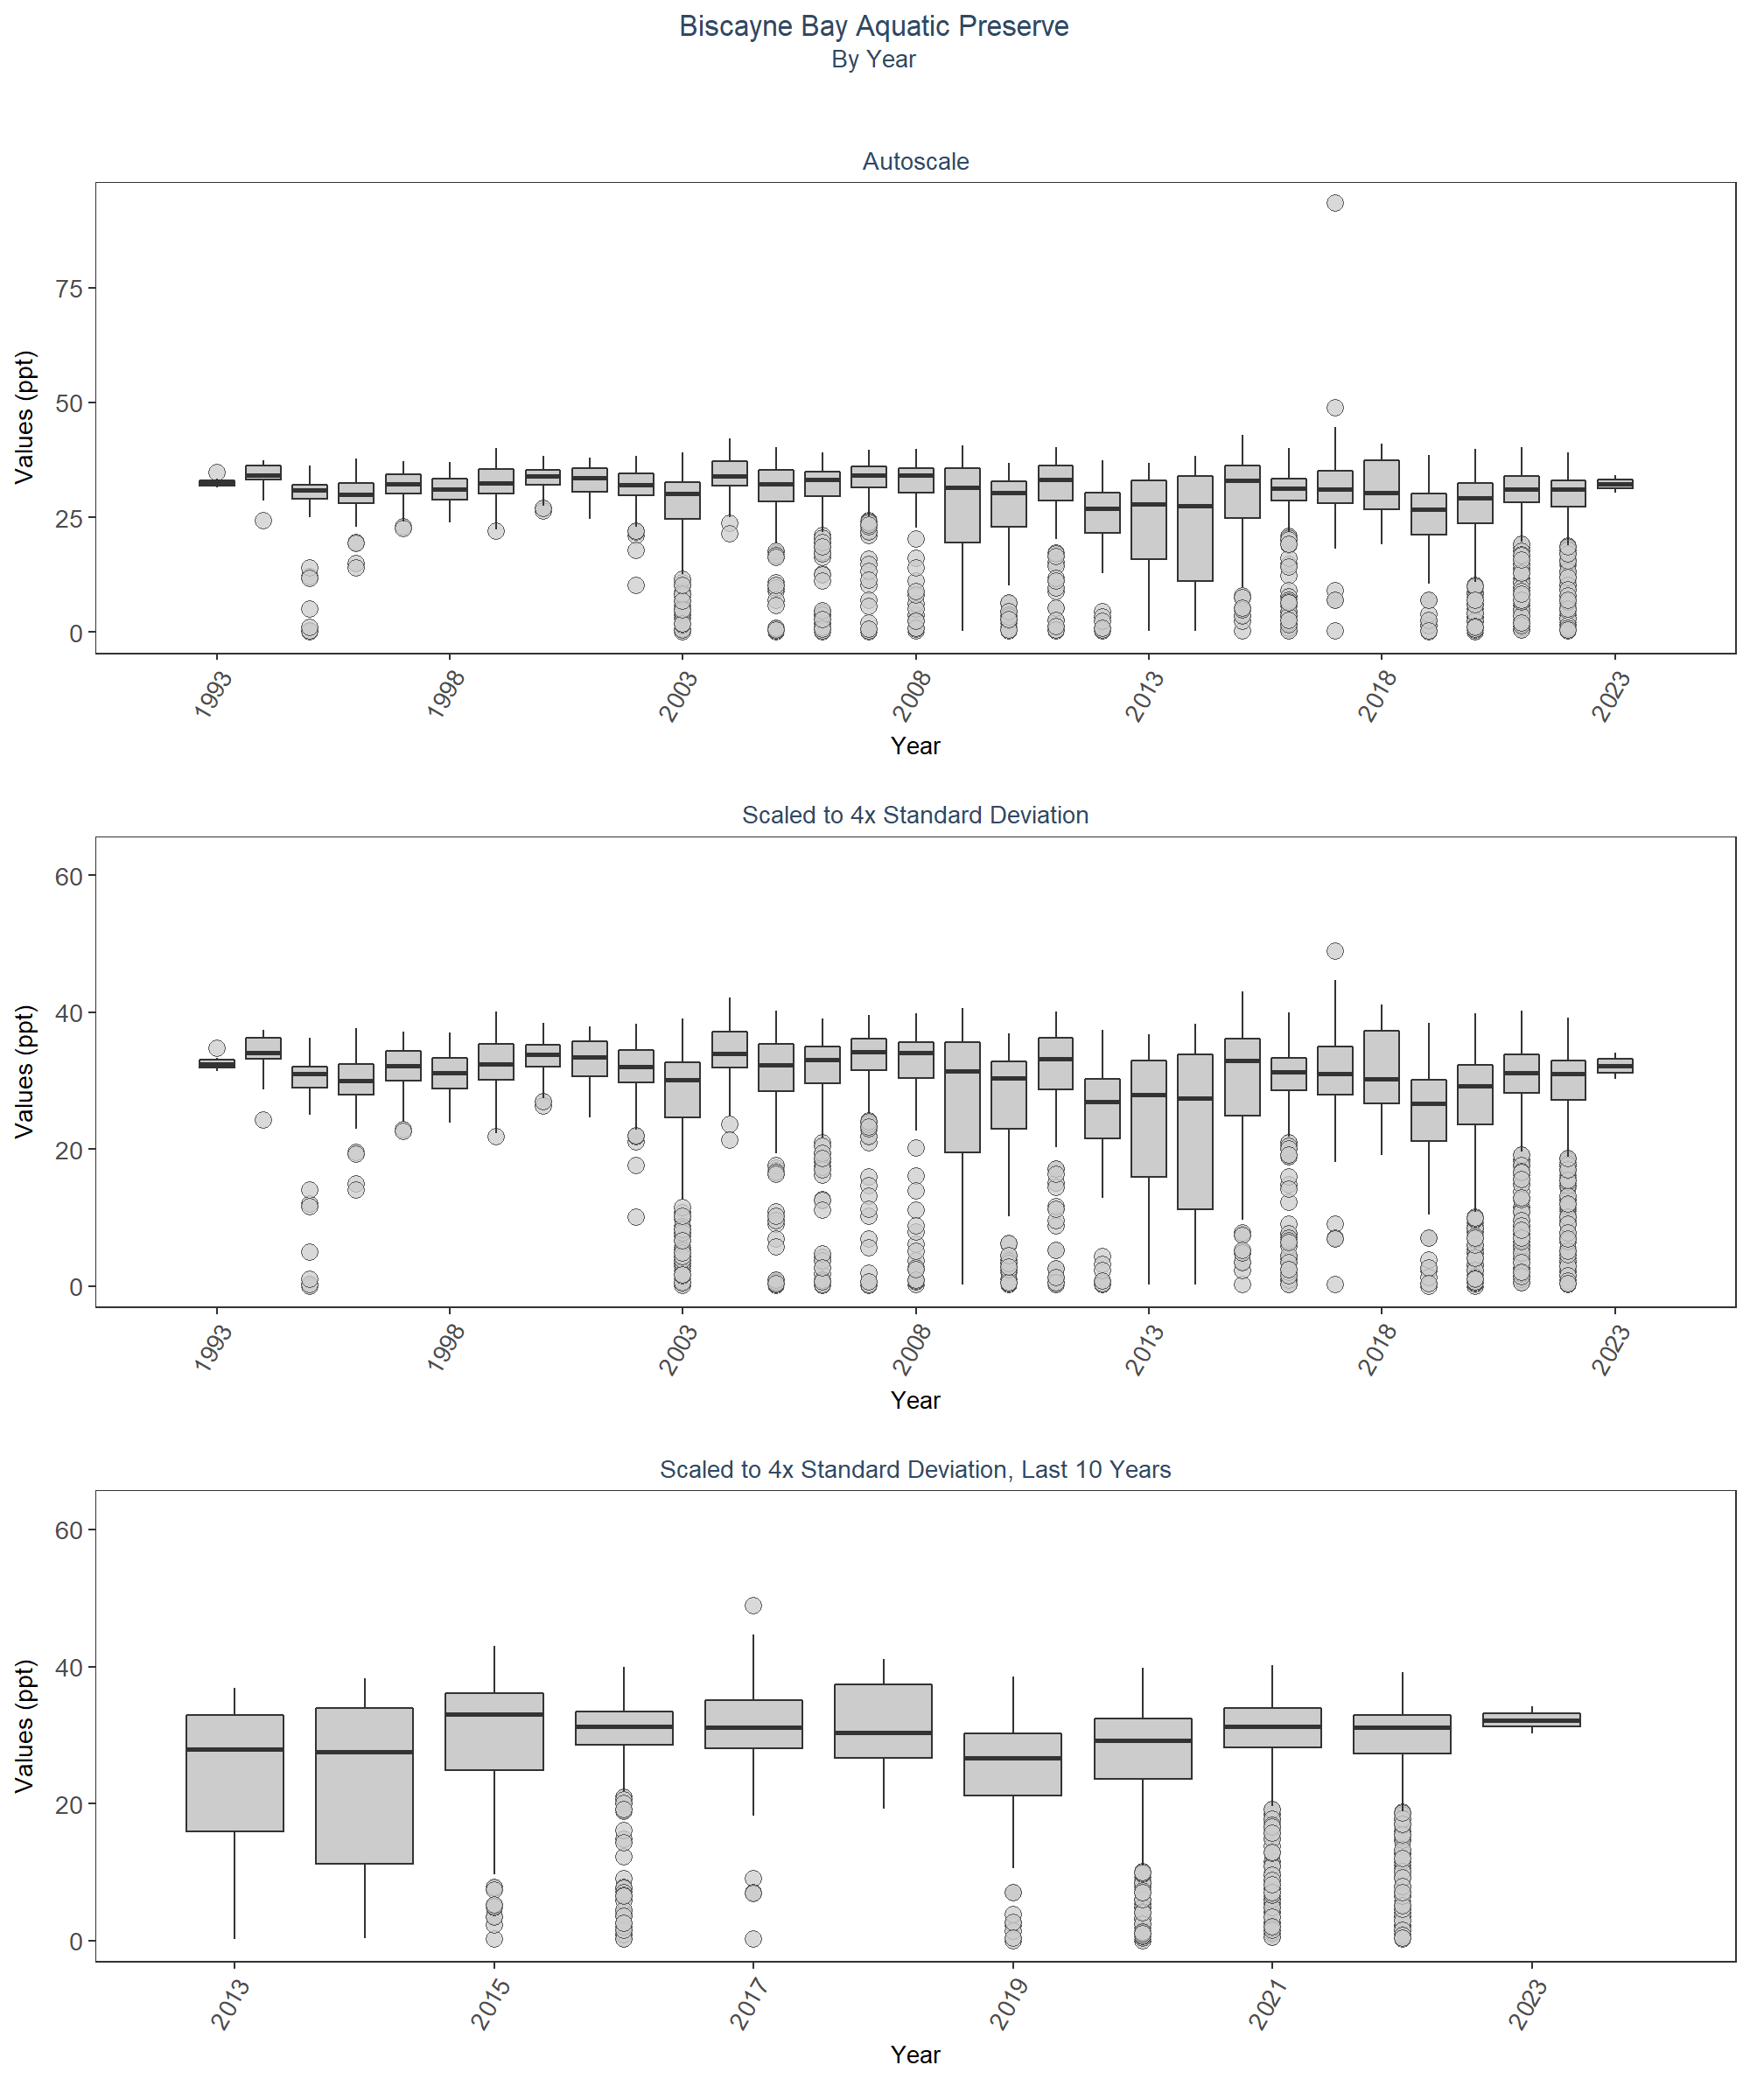 Biscayne Bay Aquatic Preserve
By Year
Autoscale
Values (ppt)
75
50
25
0
1993 1998 2003 2008 2013 2018 2023
Year
Scaled to 4x Standard Deviation
Values (ppt)
60
40
20
0
1993 1998 2003 2008 2013 2018 2023
Year
Scaled to 4x Standard Deviation, Last 10 Years
Values (ppt)
60
40
20
0
2013 2015 2017 2019 2021 2023
Year